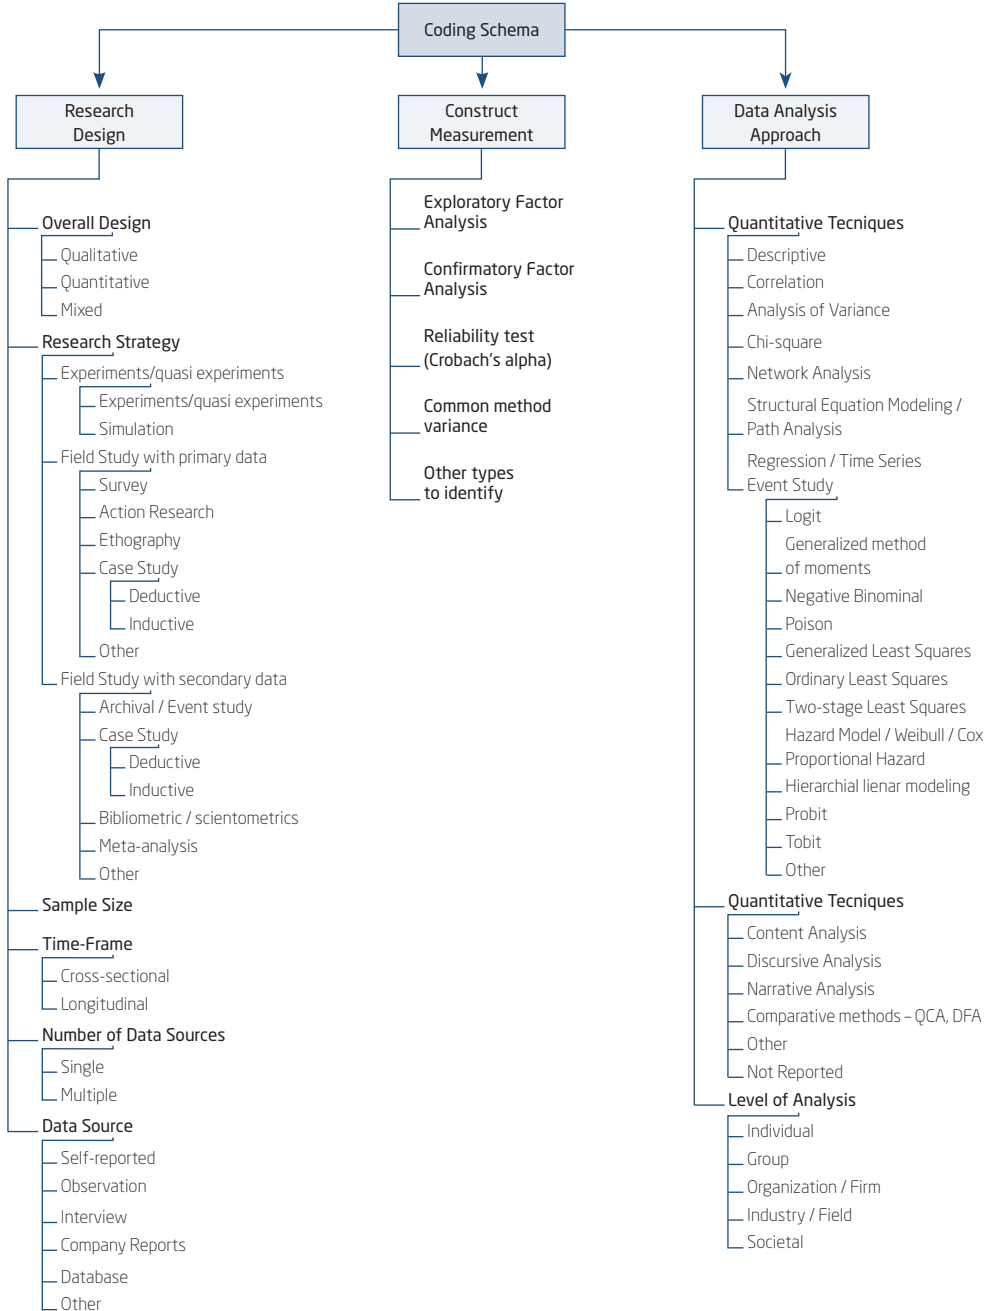 Coding Schema
Research
Design
Overall Design
Qualitative
Quantitative
Mixed
Research Strategy
Experiments/quasi experiments
Experiments/quasi experiments
Simulation
Field Study with primary data
Survey
Action Research
Ethography
Case Study
Deductive
Inductive
Other
Field Study with secondary data
Archival / Event study
Case Study
Deductive
Inductive
Bibliometric / scientometrics
Meta-analysis
Other
Sample Size
Time-Frame
Cross-sectional
Longitudinal
Number of Data Sources
Single
Multiple
Data Source
Self-reported
Observation
Interview
Company Reports
Database
Other
Construct
Measurement
Exploratory Factor
Analysis
Confirmatory Factor
Analysis
Reliability test
(Crobach's alpha)
Common method
variance
Other types
to identify
Data Analysis
Approach
Quantitative Tecniques
Descriptive
Correlation
Analysis of Variance
Chi-square
Network Analysis
Structural Equation Modeling /
Path Analysis
Regression / Time Series
Event Study
Logit
Generalized method
of moments
Negative Binominal
Poison
Generalized Least Squares
Ordinary Least Squares
Two-stage Least Squares
Hazard Model / Weibull / Cox
Proportional Hazard
Hierarchial lienar modeling
Probit
Tobit
Other
Quantitative Tecniques
Content Analysis
Discursive Analysis
Narrative Analysis
Comparative methods – QCA, DFA
Other
Not Reported
Level of Analysis
Individual
Group
Organization / Firm
Industry / Field
Societal